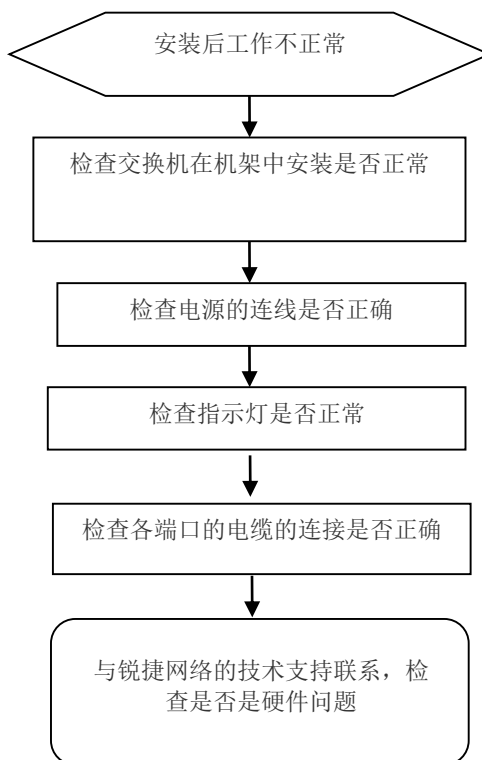 安装后工作不正常
检查交换机在机架中安装是否正常
检查电源的连线是否正确
检查指示灯是否正常
检查各端口的电缆的连接是否正确
与锐捷网络的技术支持联系，检
查是否是硬件问题